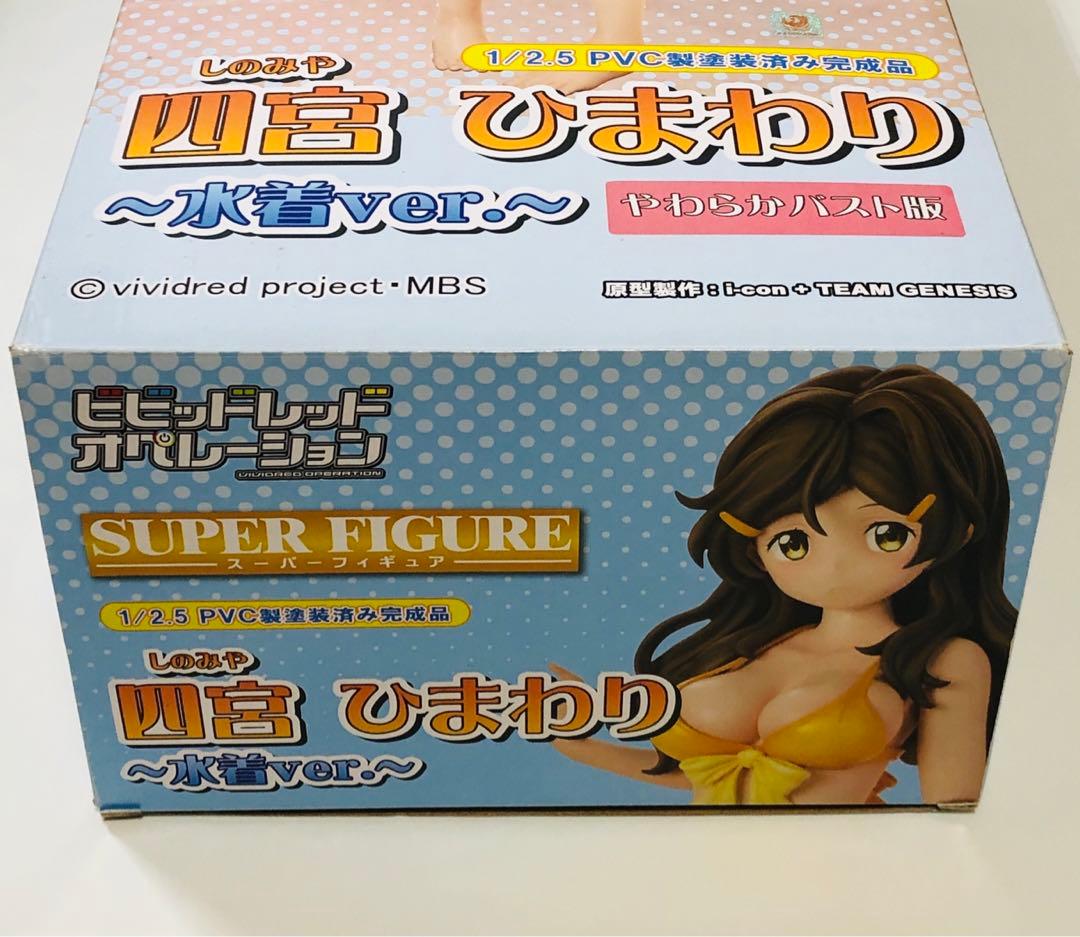 1/2.5 PVC製塗装済み完成品
しのみや
四宮 ひまわり
～水着ver.～ やわらかバスト版
©vividred project・MBS 原型製作：i-con + TEAM GENESIS
ビビッドレッド
オペレーション
VIVIDRED OPERATION
SUPER FIGURE
スーパーフィギュア
1/2.5 PVC製塗装済み完成品
しのみや
四宮 ひまわり
～水着ver.～